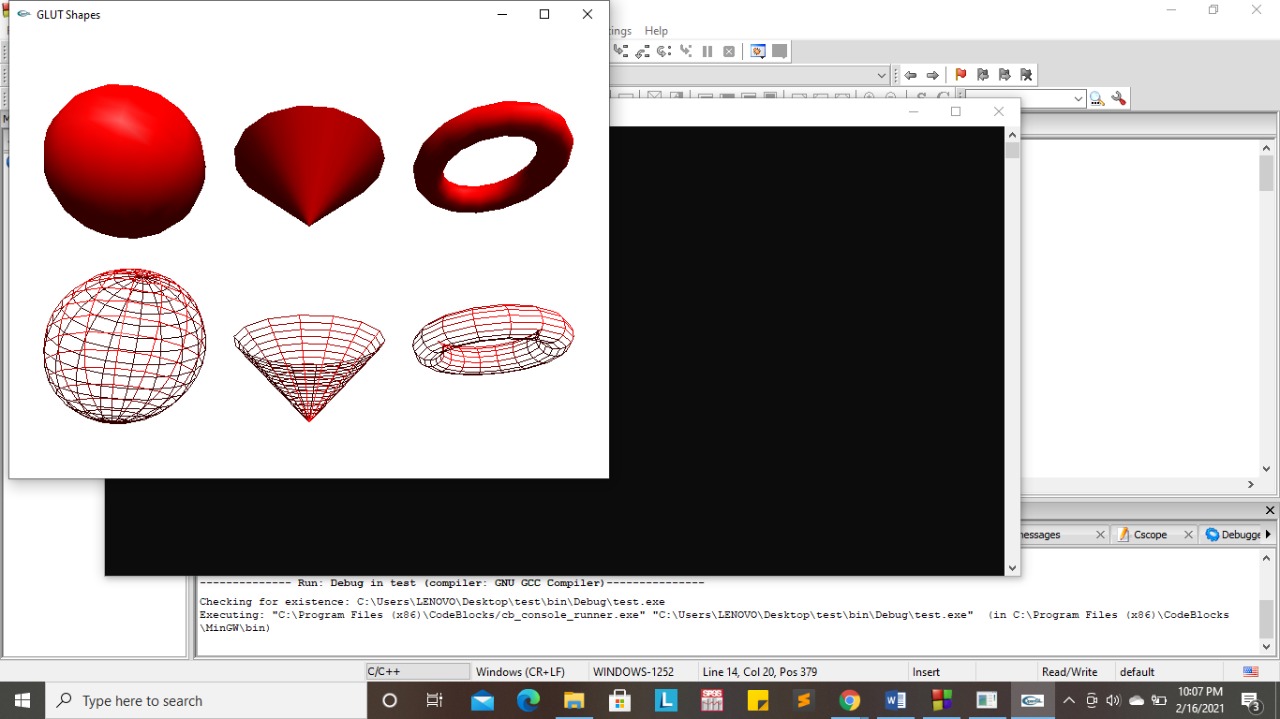 GLUT Shapes
Help
messages
Cscope
Debugge
-------------- Run: Debug in test (compiler: GNU GCC Compiler)---------------
Checking for existence: C:\Users\LENOVO\Desktop\test\bin\Debug\test.exe
Executing: "C:\Program Files (x86)\CodeBlocks/cb_console_runner.exe" "C:\Users\LENOVO\Desktop\test\bin\Debug\test.exe"  (in C:\Program Files (x86)\CodeBlocks
\MinGW\bin)
C/C++ Windows (CR+LF) WINDOWS-1252 Line 14, Col 20, Pos 379 Insert Read/Write default
Type here to search
L
SPSS
W
10:07 PM
2/16/2021
3